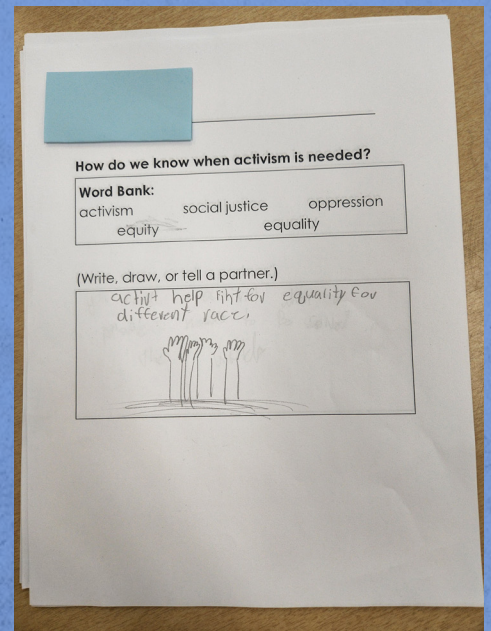 How do we know when activism is needed?
Word Bank:
activism social justice oppression
equity equality
(Write, draw, or tell a partner.)
activt help fiht for equality for
different race.